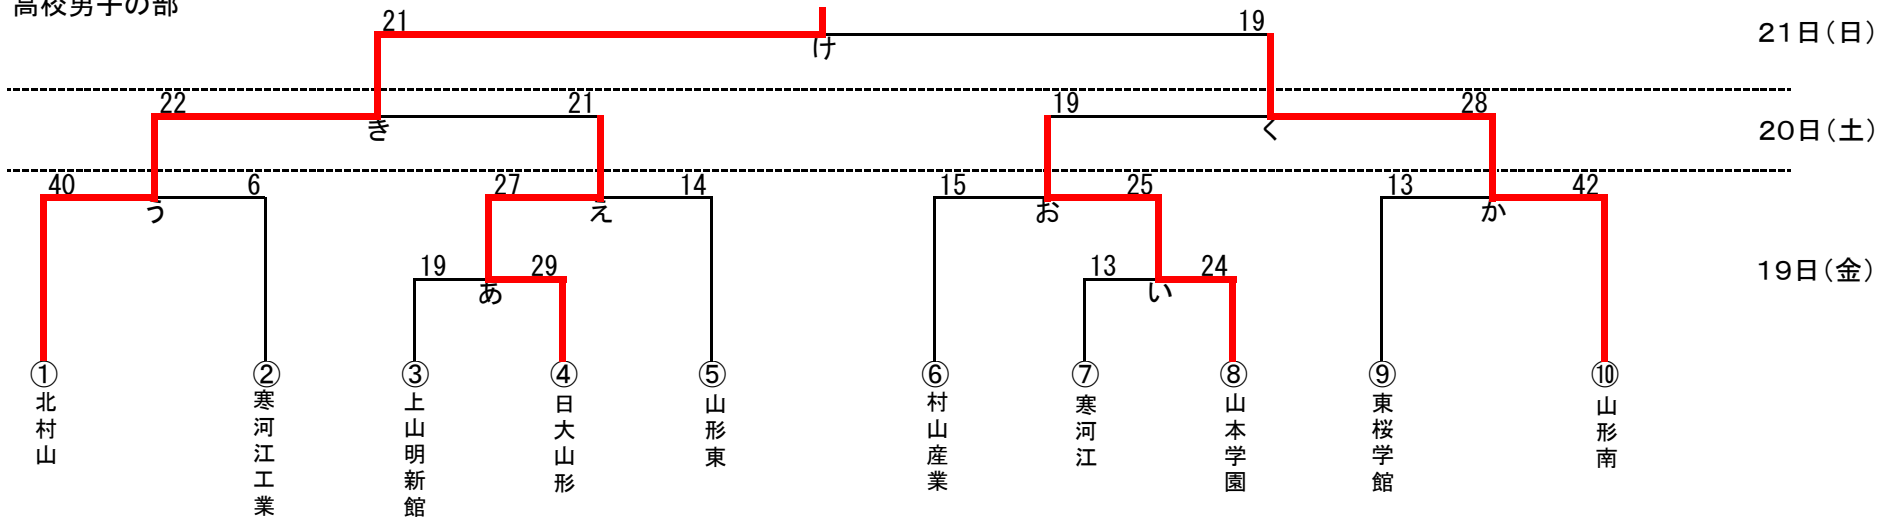 高校男子の部
21 19
け
21日(日)
22 21 19 28
き く
20日(土)
40 6 27 14 15 25 13 42
う え お か
19 29 13 24
あ い
19日(金)
① ② ③ ④ ⑤ ⑥ ⑦ ⑧ ⑨ ⑩
北村山
寒河江工業
上山明新館
日大山形
山形東
村山産業
寒河江
山本学園
東桜学館
山形南